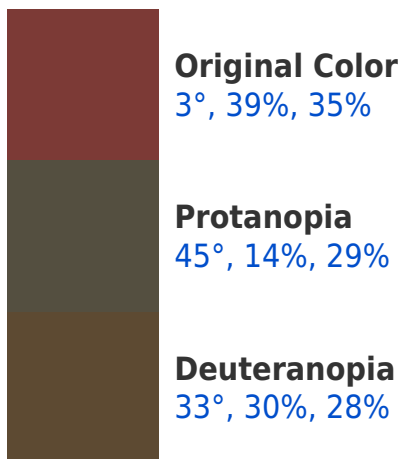 Original Color
3°, 39%, 35%
Protanopia
45°, 14%, 29%
Deuteranopia
33°, 30%, 28%